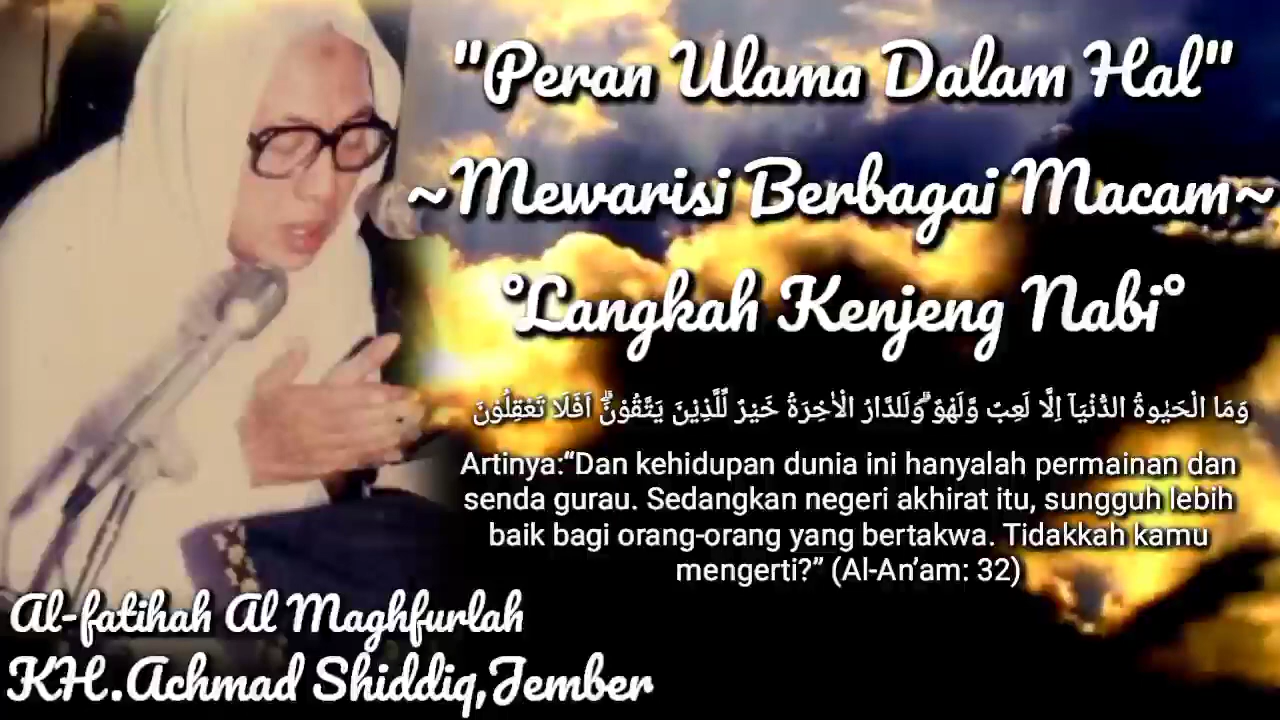 "Peran Ulama Dalam Hal"
~Mewarisi Berbagai Macam~
°Langkah Kenjeng Nabi°
وَمَا الْحَيٰوةُ الدُّنْيَآ اِلَّا لَعِبٌ وَّلَهْوٌ ۗوَلَلدَّارُ الْاٰخِرَةُ خَيْرٌ لِّلَّذِيْنَ يَتَّقُوْنَۗ اَفَلَا تَعْقِلُوْنَ
Artinya:“Dan kehidupan dunia ini hanyalah permainan dan
senda gurau. Sedangkan negeri akhirat itu, sungguh lebih
baik bagi orang-orang yang bertakwa. Tidakkah kamu
mengerti?” (Al-An’am: 32)
Al-fatihah Al Maghfurlah
KH.Achmad Shiddiq,Jember